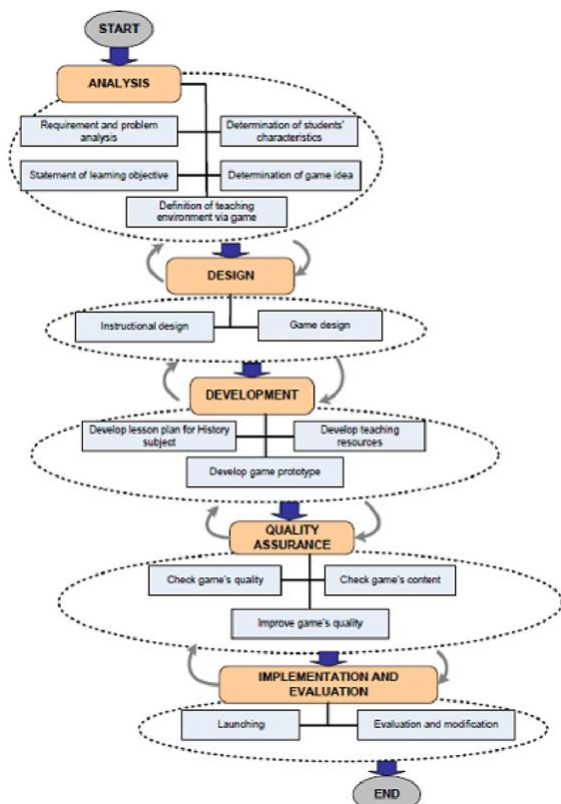 START
ANALYSIS
Requirement and problem
analysis
Determination of students'
characteristics
Statement of learning objective
Determination of game idea
Definition of teaching
environment via game
DESIGN
Instructional design
Game design
DEVELOPMENT
Develop lesson plan for History
subject
Develop teaching
resources
Develop game prototype
QUALITY
ASSURANCE
Check game's quality
Check game's content
Improve game's quality
IMPLEMENTATION AND
EVALUATION
Launching
Evaluation and modification
END